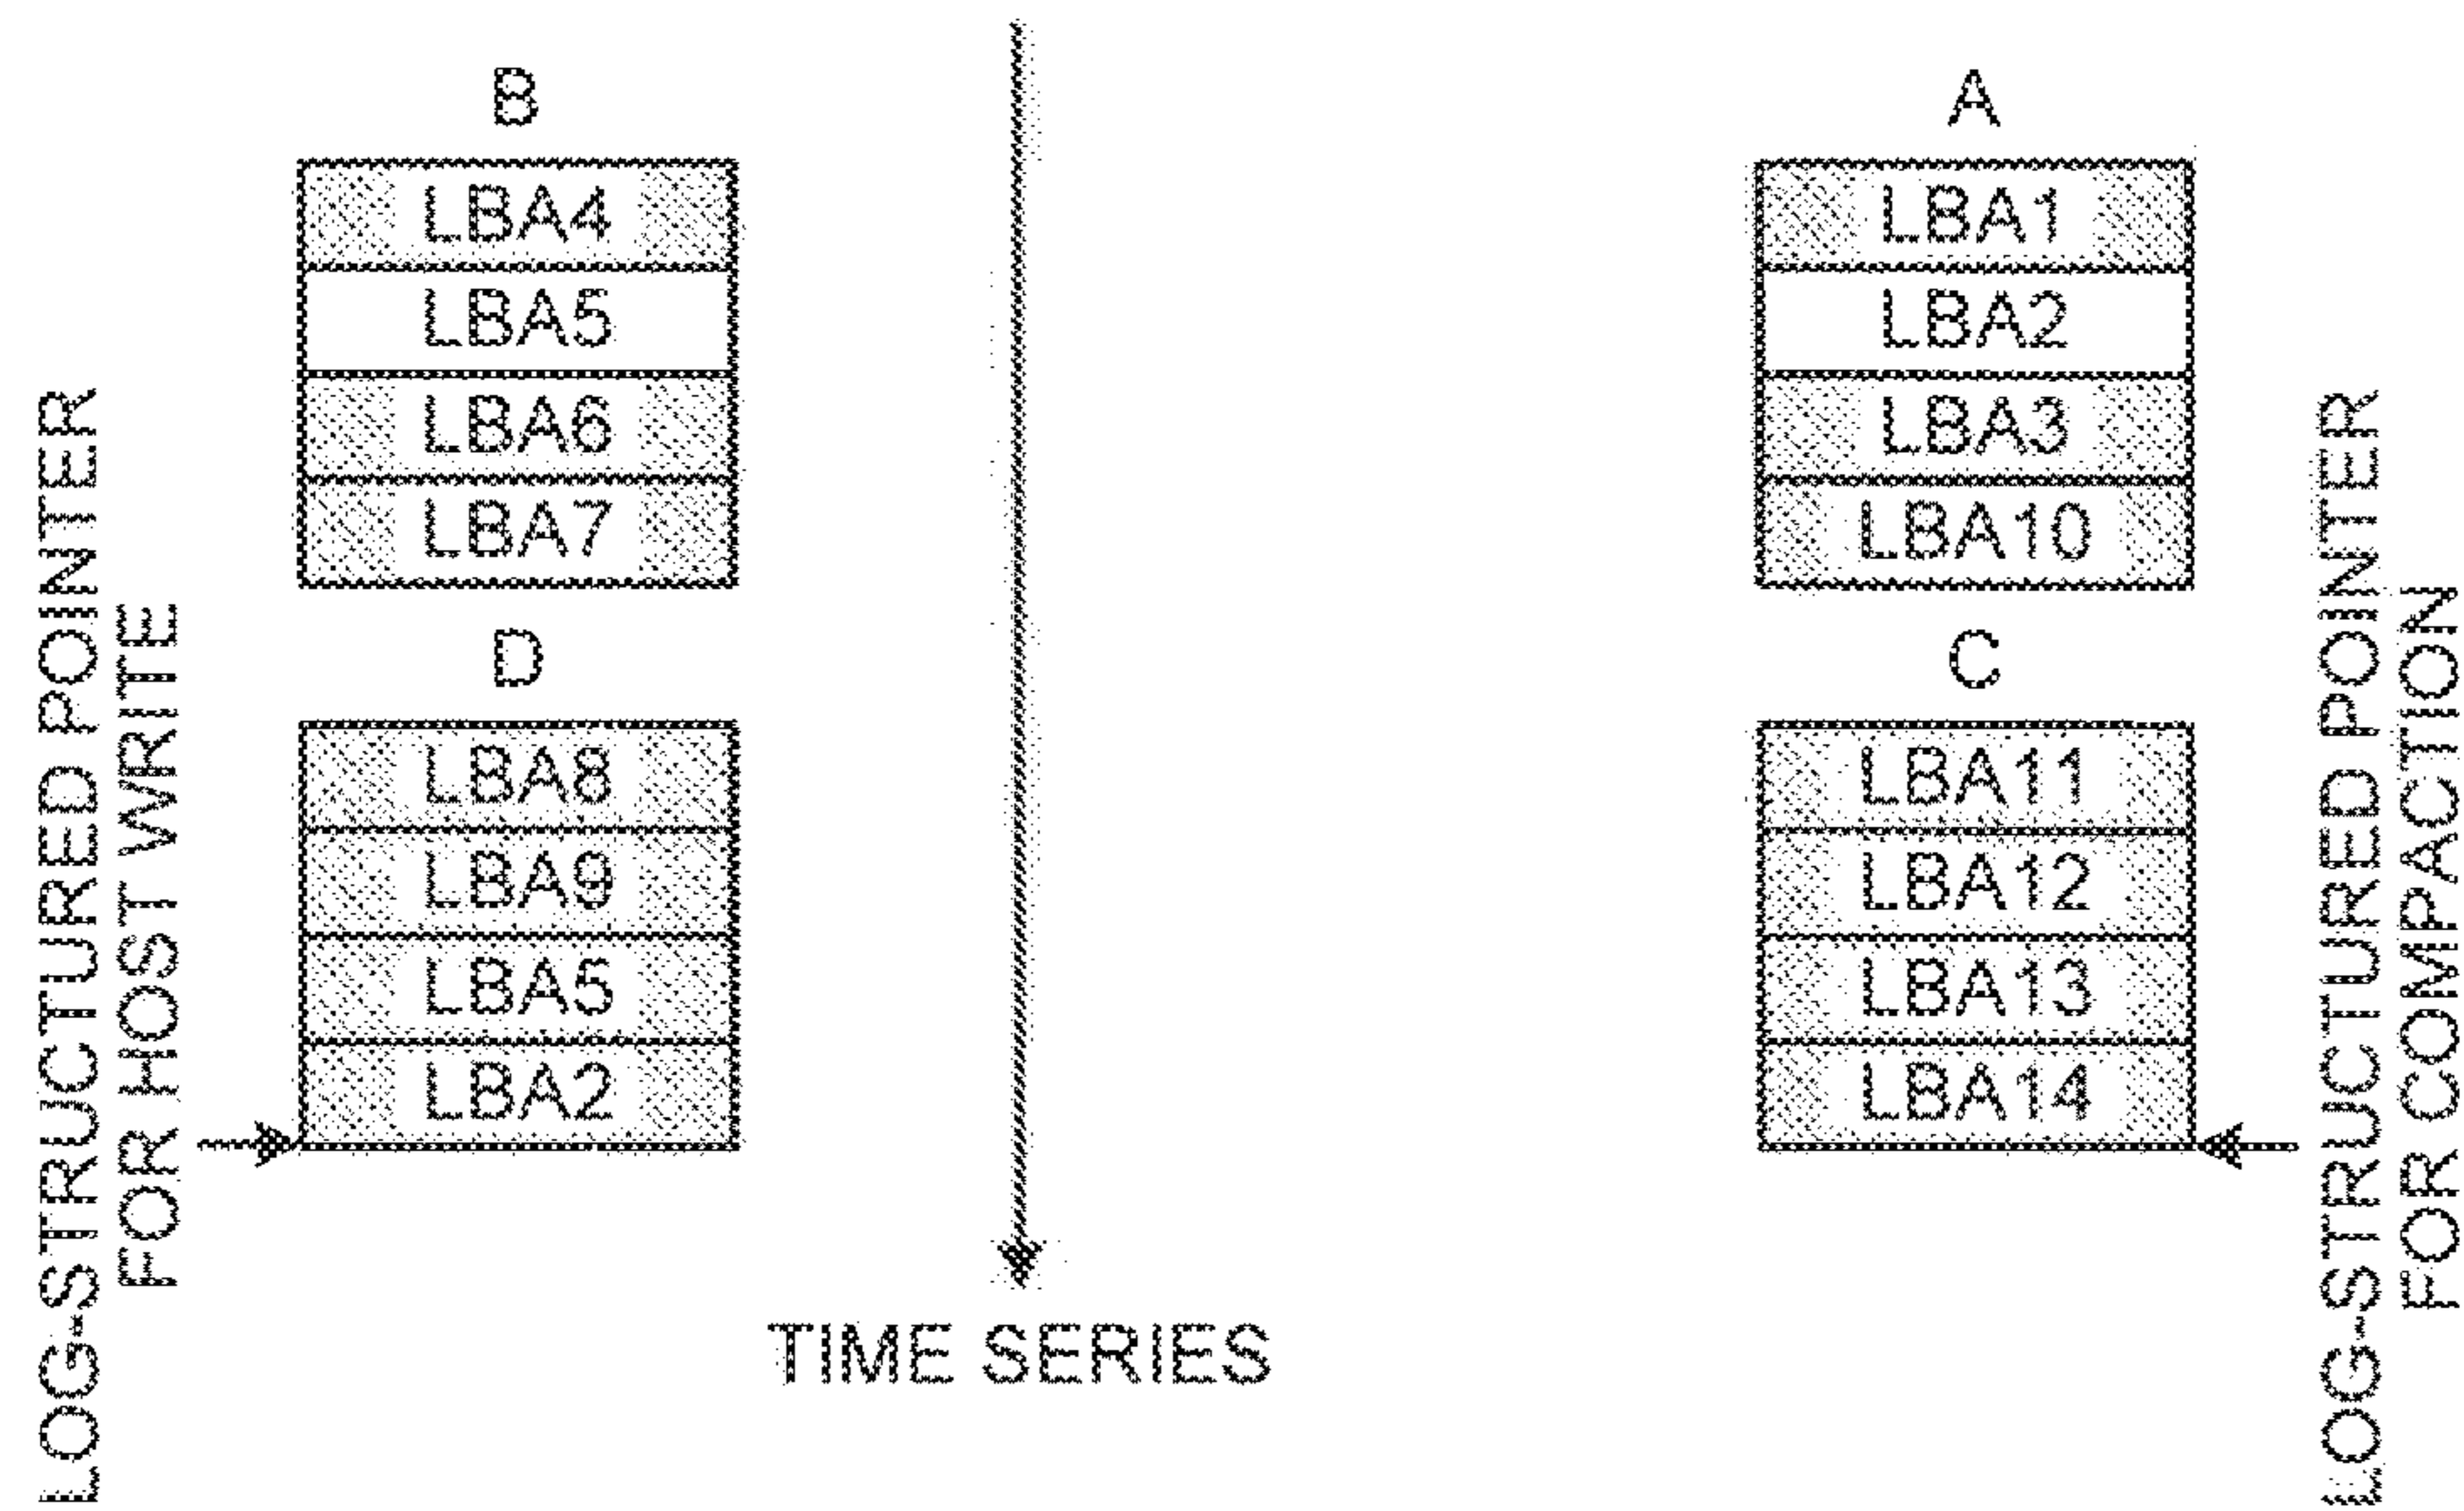 LOG-STRUCTURED POINTER
FOR HOST WRITE
B
LBA4
LBA5
LBA6
LBA7
D
LBA8
LBA9
LBA5
LBA2
TIME SERIES
A
LBA1
LBA2
LBA3
LBA10
C
LBA11
LBA12
LBA13
LBA14
LOG-STRUCTURED POINTER
FOR COMPACTION